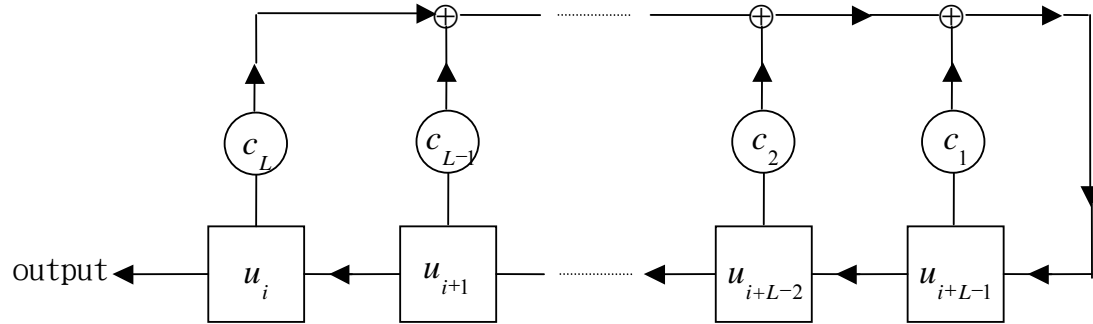 c_L c_{L-1} c_2 c_1
output u_i u_{i+1} u_{i+L-2} u_{i+L-1}